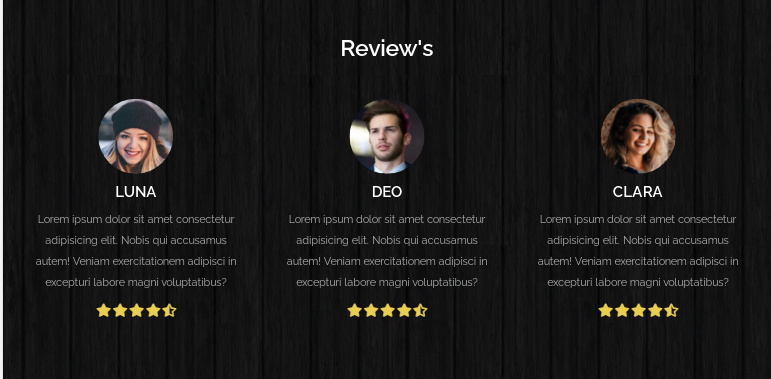 Review's
LUNA
Lorem ipsum dolor sit amet consectetur
adipisicing elit. Nobis qui accusamus
autem! Veniam exercitationem adipisci in
excepturi labore magni voluptatibus?
DEO
Lorem ipsum dolor sit amet consectetur
adipisicing elit. Nobis qui accusamus
autem! Veniam exercitationem adipisci in
excepturi labore magni voluptatibus?
CLARA
Lorem ipsum dolor sit amet consectetur
adipisicing elit. Nobis qui accusamus
autem! Veniam exercitationem adipisci in
excepturi labore magni voluptatibus?